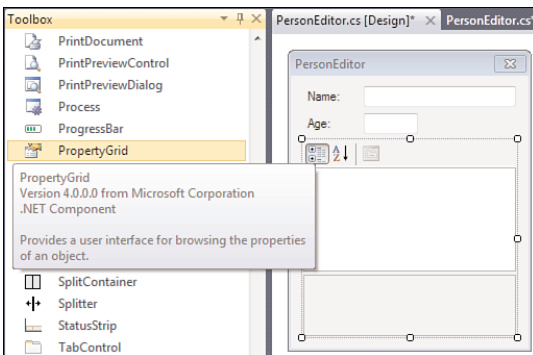 Toolbox
PersonEditor.cs [Design]*
PersonEditor.cs*
PrintDocument
PrintPreviewControl
PrintPreviewDialog
Process
ProgressBar
PropertyGrid
PropertyGrid
Version 4.0.0.0 from Microsoft Corporation
.NET Component
Provides a user interface for browsing the properties
of an object.
SplitContainer
Splitter
StatusStrip
TabControl
PersonEditor
Name:
Age: